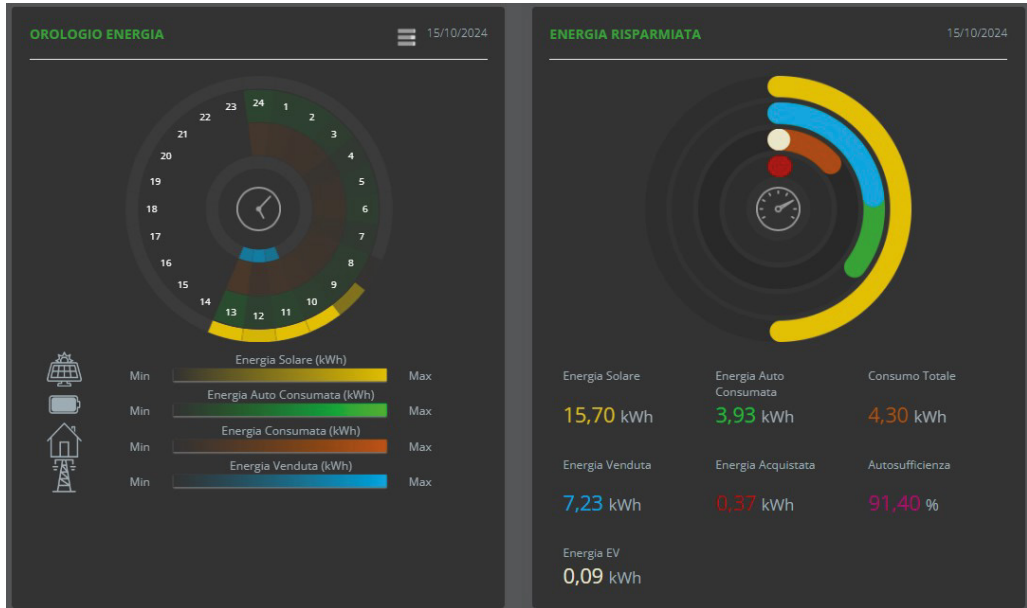 OROLOGIO ENERGIA
15/10/2024
24
1
2
3
4
5
6
7
8
9
10
11
12
13
14
15
16
17
18
19
20
21
22
23
Energia Solare (kWh)
Min Max
Energia Auto Consumata (kWh)
Min Max
Energia Consumata (kWh)
Min Max
Energia Venduta (kWh)
Min Max
ENERGIA RISPARMIATA
15/10/2024
Energia Solare
15,70 kWh
Energia Auto
Consumata
3,93 kWh
Consumo Totale
4,30 kWh
Energia Venduta
7,23 kWh
Energia Acquistata
0,37 kWh
Autosufficienza
91,40 %
Energia EV
0,09 kWh